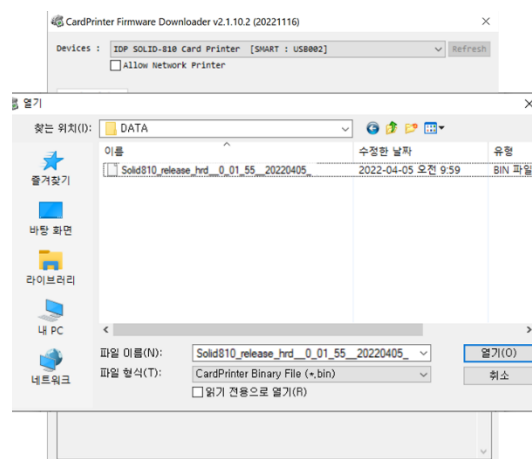 CardPrinter Firmware Downloader v2.1.10.2 (20221116)
Devices : IDP SOLID-810 Card Printer [SMART : USB002] Refresh
Allow Network Printer
열기
찾는 위치(I): DATA
이름 수정한 날짜 유형
Solid810_release_hrd__0_01_55__20220405_ 2022-04-05 오전 9:59 BIN 파일
즐겨찾기
바탕 화면
라이브러리
내 PC
네트워크
파일 이름(N): Solid810_release_hrd__0_01_55__20220405_ 열기(O)
파일 형식(T): CardPrinter Binary File (*.bin) 취소
읽기 전용으로 열기(R)